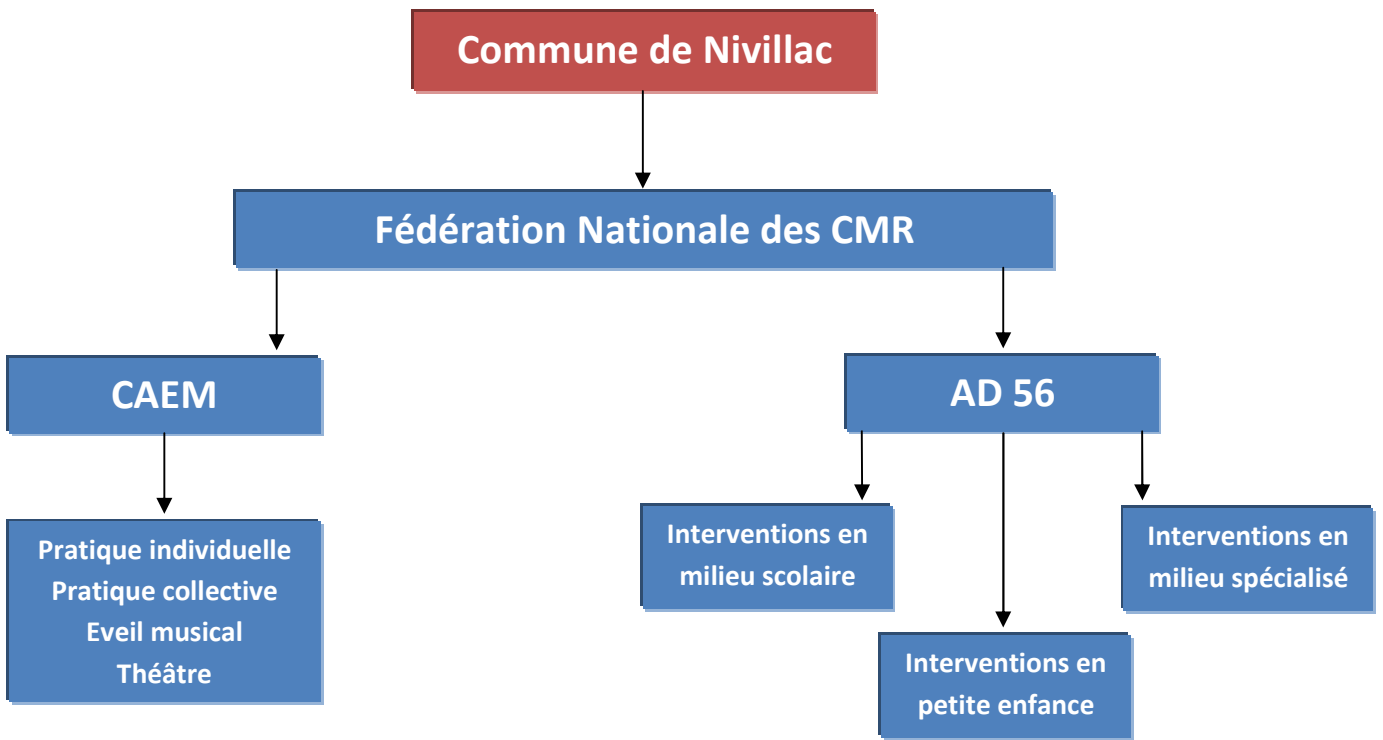 Commune de Nivillac
Fédération Nationale des CMR
CAEM
AD 56
Pratique individuelle
Pratique collective
Eveil musical
Théâtre
Interventions en
milieu scolaire
Interventions en
petite enfance
Interventions en
milieu spécialisé